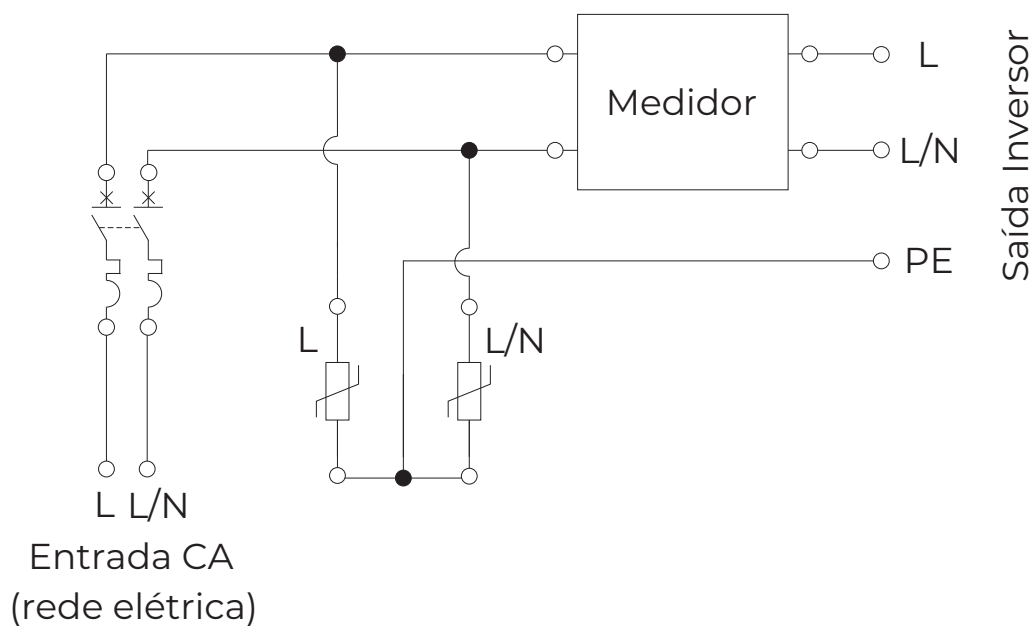 Medidor
L
L/N
PE
Saída Inversor
L
L/N
L L/N
Entrada CA
(rede elétrica)